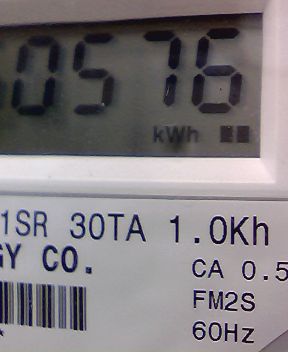 0576
kWh
1SR 30TA 1.0Kh
GY CO.
CA 0.5
FM2S
60Hz